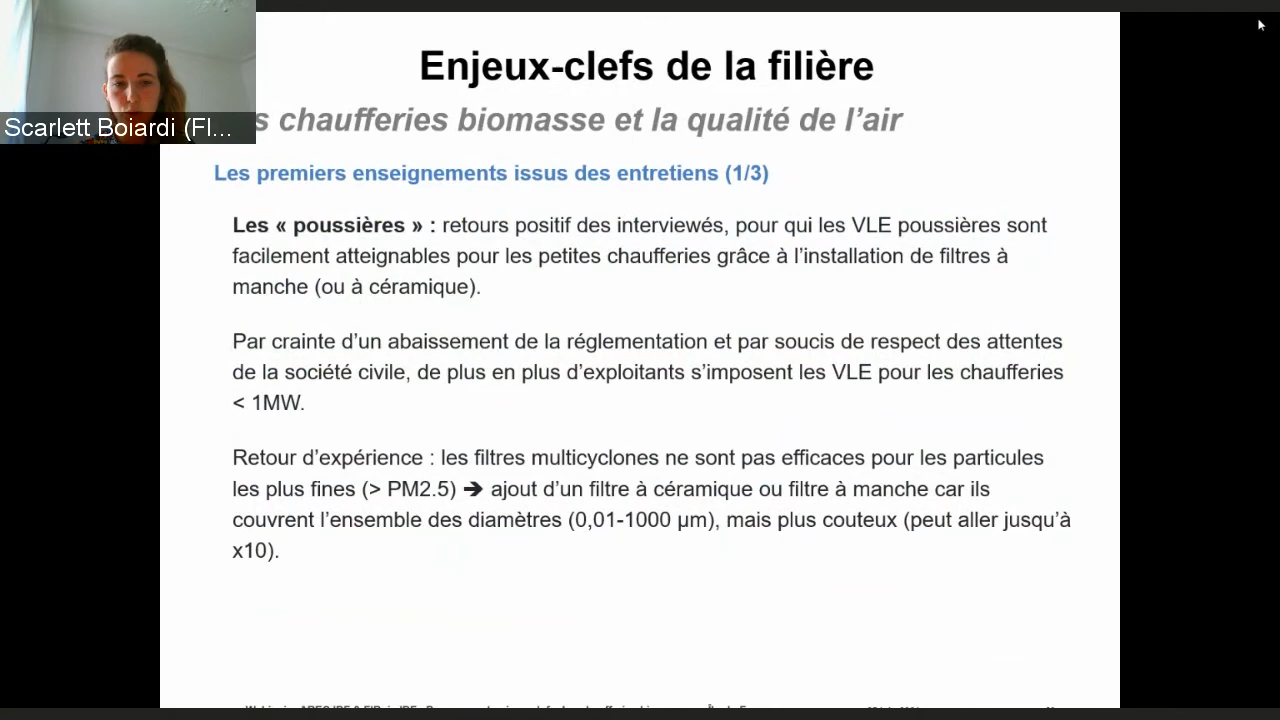 Enjeux-clefs de la filière
Scarlett Boiardi (Fl...
s chaufferies biomasse et la qualité de l’air
Les premiers enseignements issus des entretiens (1/3)
Les « poussières » : retours positif des interviewés, pour qui les VLE poussières sont
facilement atteignables pour les petites chaufferies grâce à l’installation de filtres à
manche (ou à céramique).
Par crainte d’un abaissement de la réglementation et par soucis de respect des attentes
de la société civile, de plus en plus d’exploitants s’imposent les VLE pour les chaufferies
< 1MW.
Retour d’expérience : les filtres multicyclones ne sont pas efficaces pour les particules
les plus fines (> PM2.5) ➔ ajout d’un filtre à céramique ou filtre à manche car ils
couvrent l’ensemble des diamètres (0,01-1000 µm), mais plus couteux (peut aller jusqu’à
x10).